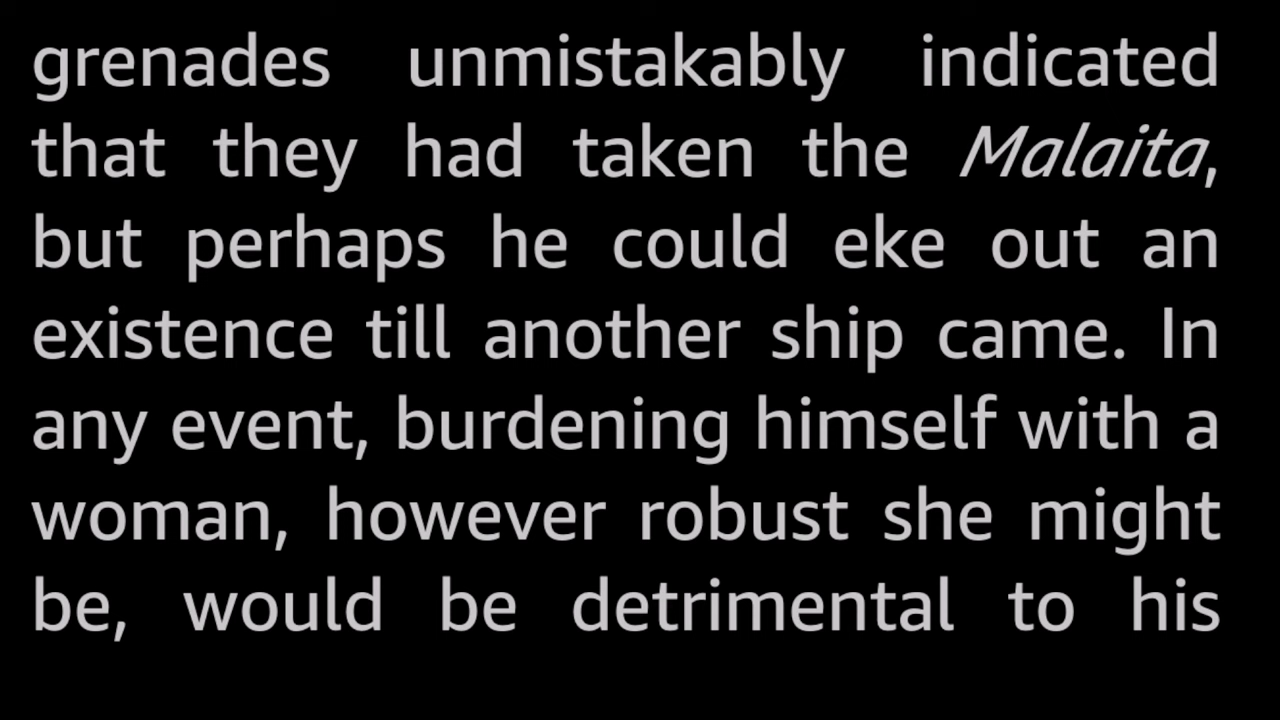 grenades unmistakably indicated
that they had taken the Malaita,
but perhaps he could eke out an
existence till another ship came. In
any event, burdening himself with a
woman, however robust she might
be, would be detrimental to his